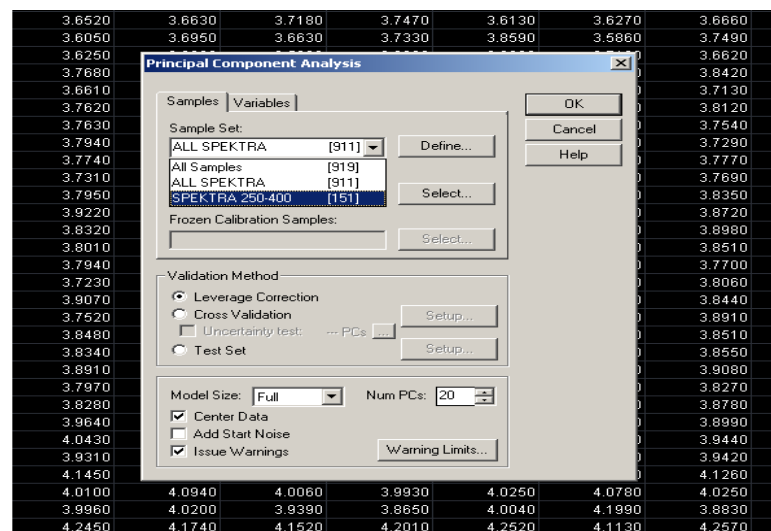 3.6520 3.6630 3.7180 3.7470 3.6130 3.6270 3.6660
3.6050 3.6950 3.6630 3.7330 3.8590 3.5860 3.7490
3.6250 3.6620
3.7680 3.8420
3.6610 3.7130
3.7620 3.8120
3.7630 3.7540
3.7940 3.7290
3.7740 3.7770
3.7310 3.7690
3.7950 3.8350
3.9220 3.8720
3.8320 3.8980
3.8010 3.8510
3.7940 3.7700
3.7230 3.8060
3.9070 3.8440
3.7520 3.8910
3.8480 3.8510
3.8340 3.8550
3.8910 3.9080
3.7970 3.8270
3.8280 3.8780
3.9640 3.8990
4.0430 3.9440
3.9310 3.9420
4.1450 4.1260
4.0100 4.0940 4.0060 3.9930 4.0250 4.0780 4.0250
3.9960 4.0200 3.9390 3.8650 4.0040 4.1990 3.8830
4.2450 4.1740 4.1520 4.2010 4.2520 4.1130 4.2570
Principal Component Analysis
Samples Variables
Sample Set:
ALL SPEKTRA [911] Define...
All Samples [919]
ALL SPEKTRA [911]
SPEKTRA 250-400 [151] Select...
Frozen Calibration Samples:
Select...
OK
Cancel
Help
Validation Method
Leverage Correction
Cross Validation Setup...
Uncertainty test: --- PCs ...
Test Set Setup...
Model Size: Full Num PCs: 20
Center Data
Add Start Noise
Issue Warnings Warning Limits...